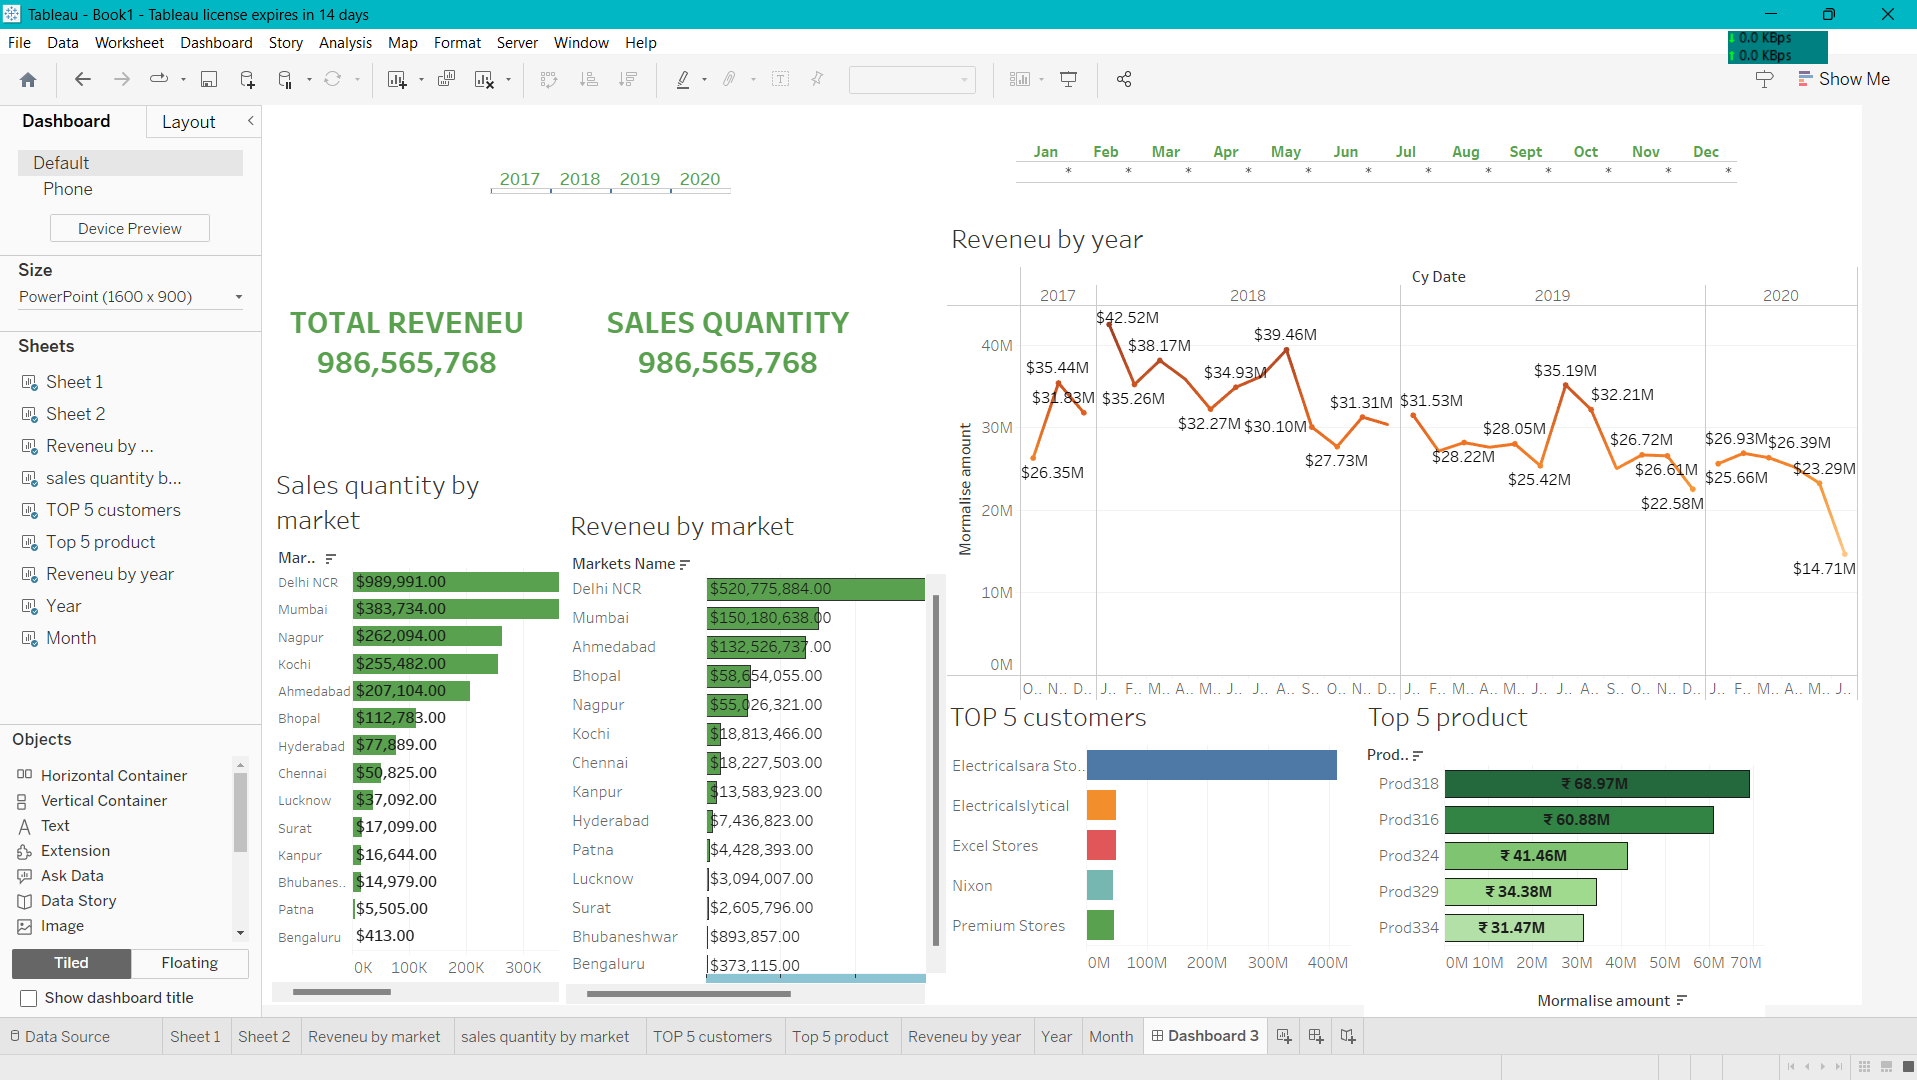 Tableau - Book1 - Tableau license expires in 14 days
File Data Worksheet Dashboard Story Analysis Map Format Server Window Help
0.0 KBps
0.0 KBps
Show Me
Dashboard Layout
Default
Phone
Device Preview
Size
PowerPoint (1600 x 900)
Sheets
Sheet 1
Sheet 2
Reveneu by ...
sales quantity b...
TOP 5 customers
Top 5 product
Reveneu by year
Year
Month
Objects
Horizontal Container
Vertical Container
Text
Extension
Ask Data
Data Story
Image
Tiled Floating
Show dashboard title
2017 2018 2019 2020
Jan Feb Mar Apr May Jun Jul Aug Sept Oct Nov Dec
* * * * * * * * * * * *
TOTAL REVENEU
986,565,768
SALES QUANTITY
986,565,768
Sales quantity by
market
Mar..
Delhi NCR $989,991.00
Mumbai $383,734.00
Nagpur $262,094.00
Kochi $255,482.00
Ahmedabad $207,104.00
Bhopal $112,783.00
Hyderabad $77,889.00
Chennai $50,825.00
Lucknow $37,092.00
Surat $17,099.00
Kanpur $16,644.00
Bhubanes.. $14,979.00
Patna $5,505.00
Bengaluru $413.00
0K 100K 200K 300K
Reveneu by market
Markets Name
Delhi NCR $520,775,884.00
Mumbai $150,180,638.00
Ahmedabad $132,526,737.00
Bhopal $58,654,055.00
Nagpur $55,026,321.00
Kochi $18,813,466.00
Chennai $18,227,503.00
Kanpur $13,583,923.00
Hyderabad $7,436,823.00
Patna $4,428,393.00
Lucknow $3,094,007.00
Surat $2,605,796.00
Bhubaneshwar $893,857.00
Bengaluru $373,115.00
Reveneu by year
Cy Date
2017 2018 2019 2020
Mormalise amount
40M
30M
20M
10M
0M
$26.35M $35.44M $31.83M
$42.52M $35.26M $38.17M $32.27M $34.93M $39.46M $30.10M $27.73M $31.31M
$31.53M $28.22M $28.05M $25.42M $35.19M $32.21M $26.72M $26.61M $22.58M
$25.66M $26.93M $26.39M $23.29M $14.71M
O.. N.. D.. J.. F.. M.. A.. M.. J.. J.. A.. S.. O.. N.. D.. J.. F.. M.. A.. M.. J.. J.. A.. S.. O.. N.. D.. J.. F.. M.. A.. M.. J..
TOP 5 customers
Electricalsara Sto..
Electricalslytical
Excel Stores
Nixon
Premium Stores
0M 100M 200M 300M 400M
Top 5 product
Prod..
Prod318 ₹ 68.97M
Prod316 ₹ 60.88M
Prod324 ₹ 41.46M
Prod329 ₹ 34.38M
Prod334 ₹ 31.47M
0M 10M 20M 30M 40M 50M 60M 70M
Mormalise amount
Data Source Sheet 1 Sheet 2 Reveneu by market sales quantity by market TOP 5 customers Top 5 product Reveneu by year Year Month Dashboard 3